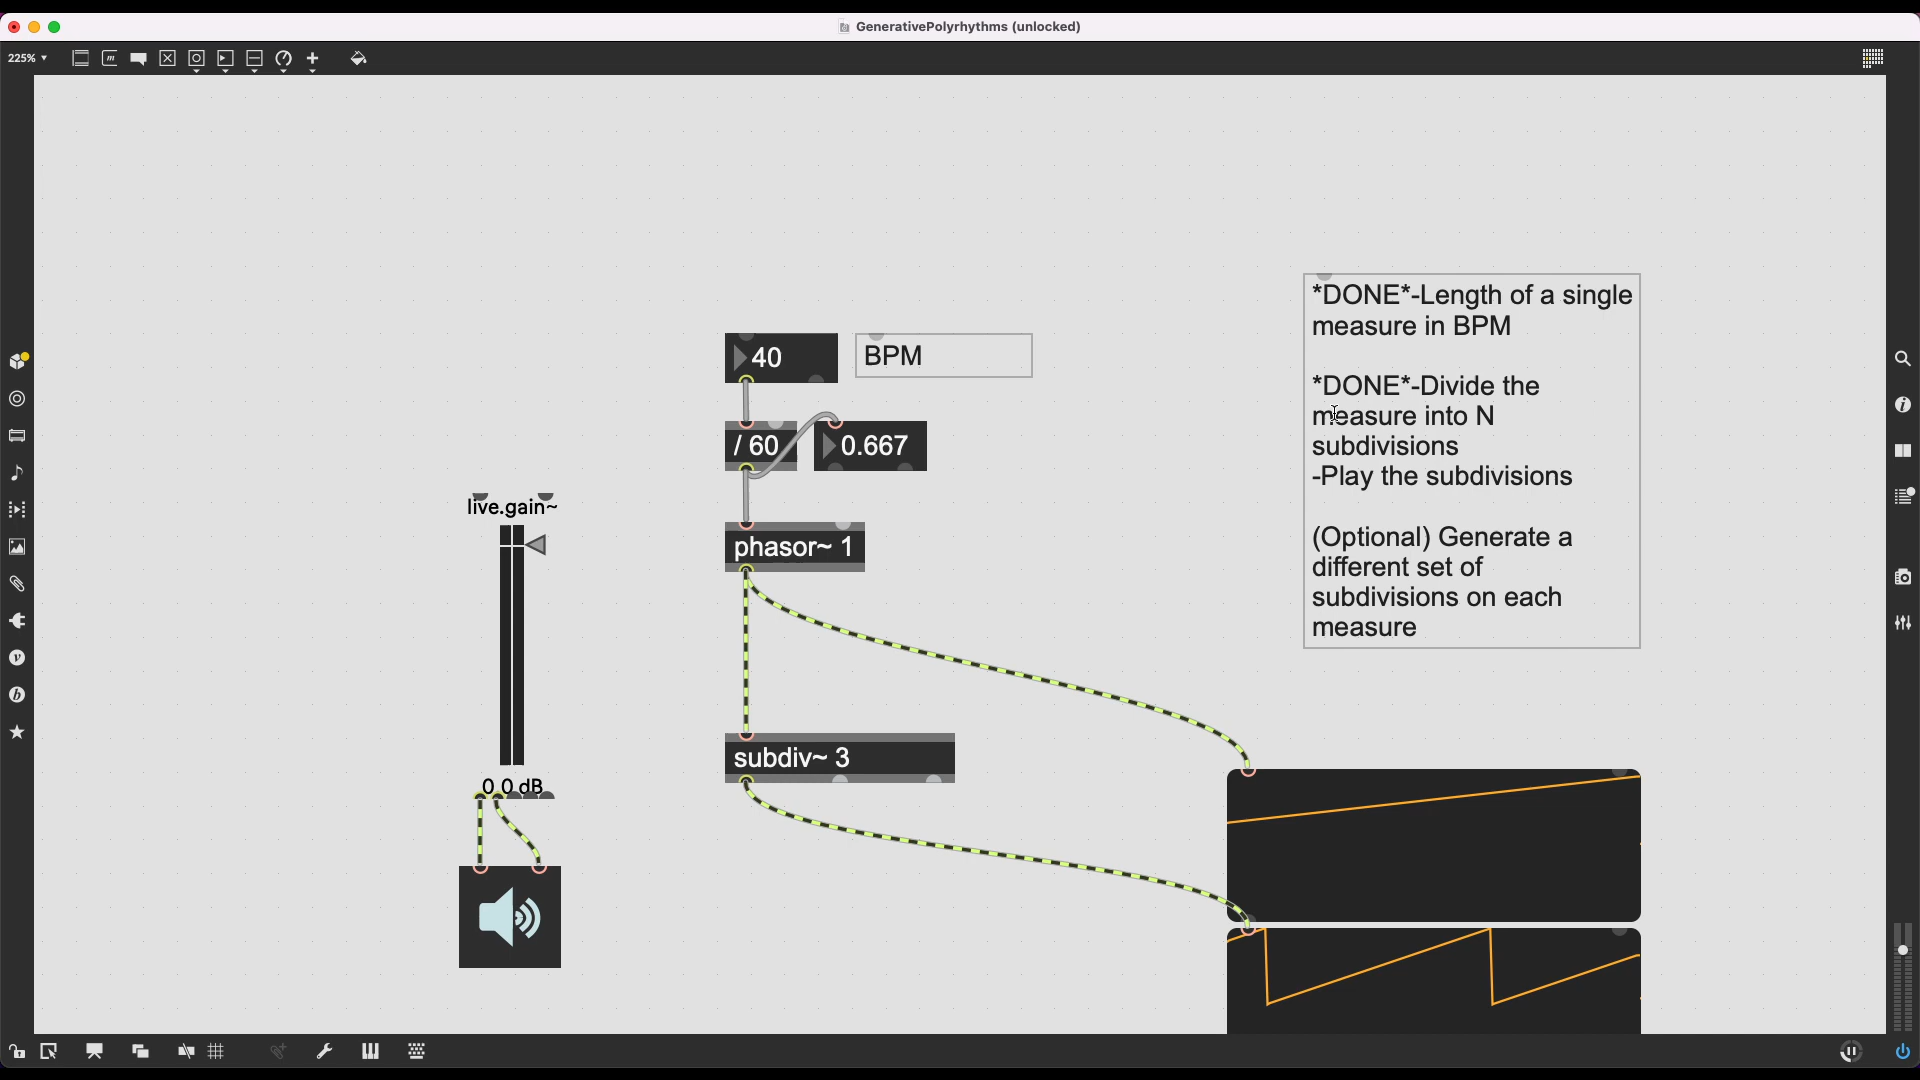 GenerativePolyrhythms (unlocked)
225%
*DONE*-Length of a single
measure in BPM
40
BPM
*DONE*-Divide the
measure into N
subdivisions
-Play the subdivisions
/ 60
0.667
live.gain~
phasor~ 1
(Optional) Generate a
different set of
subdivisions on each
measure
subdiv~ 3
0.0 dB